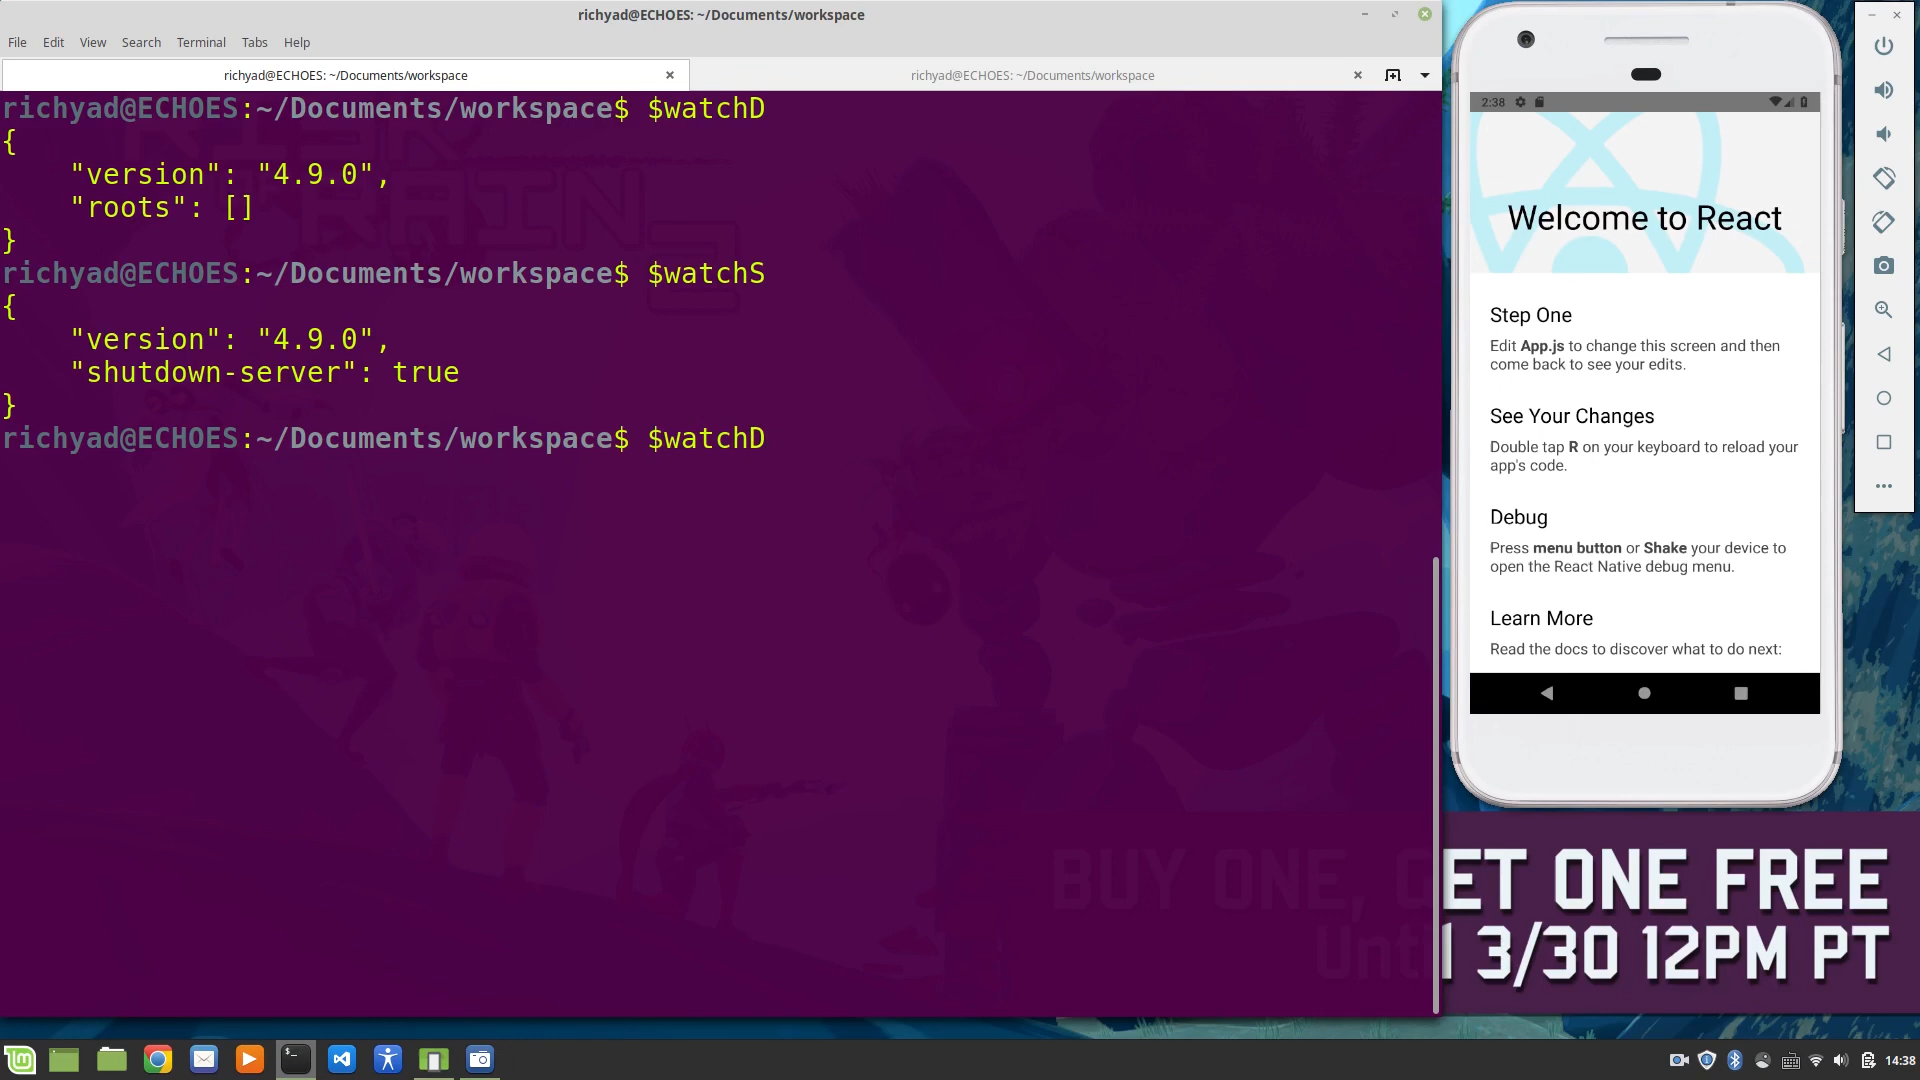 richyad@ECHOES: ~/Documents/workspace
File Edit View Search Terminal Tabs Help
richyad@ECHOES: ~/Documents/workspace
richyad@ECHOES: ~/Documents/workspace
richyad@ECHOES:~/Documents/workspace$ $watchD
{
    "version": "4.9.0",
    "roots": []
}
richyad@ECHOES:~/Documents/workspace$ $watchS
{
    "version": "4.9.0",
    "shutdown-server": true
}
richyad@ECHOES:~/Documents/workspace$ $watchD
2:38
Welcome to React
Step One
Edit App.js to change this screen and then
come back to see your edits.
See Your Changes
Double tap R on your keyboard to reload your
app's code.
Debug
Press menu button or Shake your device to
open the React Native debug menu.
Learn More
Read the docs to discover what to do next:
BUY ONE, GET ONE FREE
Until 3/30 12PM PT
14:38